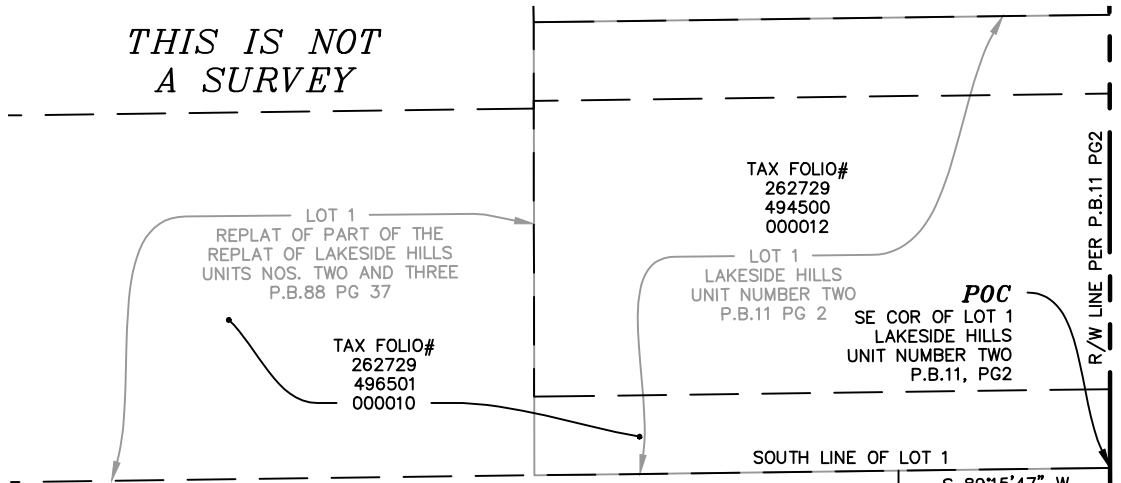 THIS IS NOT
A SURVEY
TAX FOLIO#
262729
494500
000012
R/W LINE PER P.B.11 PG2
LOT 1
REPLAT OF PART OF THE
REPLAT OF LAKESIDE HILLS
UNITS NOS. TWO AND THREE
P.B.88 PG 37
LOT 1
LAKESIDE HILLS
UNIT NUMBER TWO
P.B.11 PG 2
POC
SE COR OF LOT 1
LAKESIDE HILLS
UNIT NUMBER TWO
P.B.11, PG2
TAX FOLIO#
262729
496501
000010
SOUTH LINE OF LOT 1
S 89°15'47" W